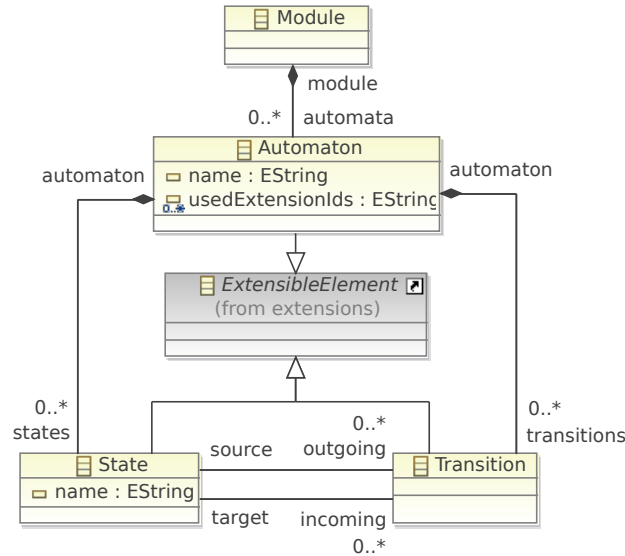 Module
module
0..* automata
Automaton
automaton
automaton
name : EString
usedExtensionIds : EString
0..*
ExtensibleElement
(from extensions)
0..*
states
0..*
outgoing
0..*
transitions
source
State
Transition
name : EString
target
incoming
0..*